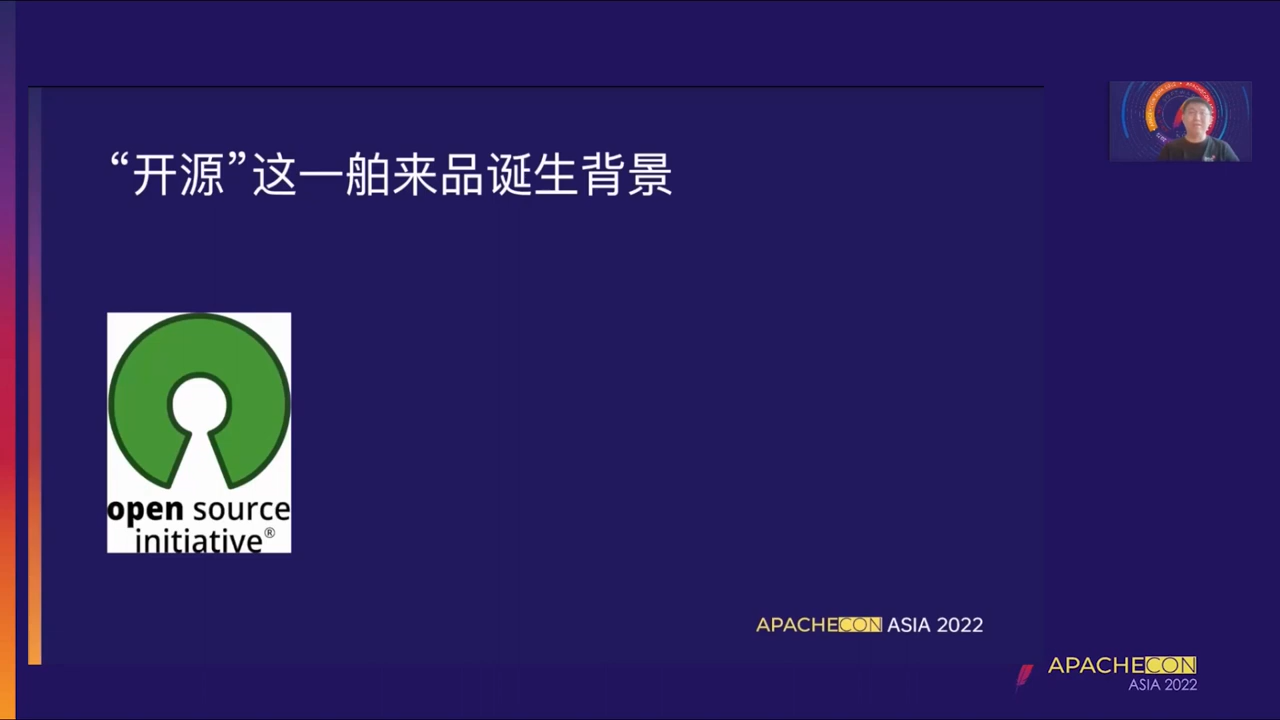 “开源”这一舶来品诞生背景
open source
initiative®
APACHECON ASIA 2022
APACHECON
ASIA 2022